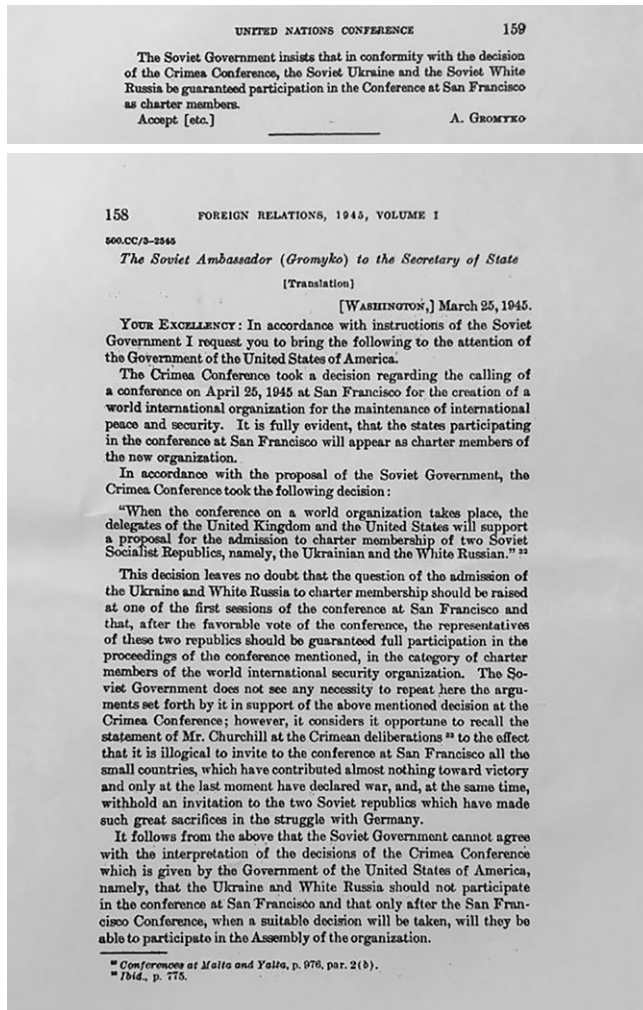 UNITED NATIONS CONFERENCE 159
The Soviet Government insists that in conformity with the decision
of the Crimea Conference, the Soviet Ukraine and the Soviet White
Russia be guaranteed participation in the Conference at San Francisco
as charter members.
Accept [etc.] A. GROMYKO
158 FOREIGN RELATIONS, 1945, VOLUME I
500.CC/3-2545
The Soviet Ambassador (Gromyko) to the Secretary of State
[Translation]
[WASHINGTON,] March 25, 1945.
YOUR EXCELLENCY: In accordance with instructions of the Soviet
Government I request you to bring the following to the attention of
the Government of the United States of America.
The Crimea Conference took a decision regarding the calling of
a conference on April 25, 1945 at San Francisco for the creation of a
world international organization for the maintenance of international
peace and security. It is fully evident, that the states participating
in the conference at San Francisco will appear as charter members of
the new organization.
In accordance with the proposal of the Soviet Government, the
Crimea Conference took the following decision:
"When the conference on a world organization takes place, the
delegates of the United Kingdom and the United States will support
a proposal for the admission to charter membership of two Soviet
Socialist Republics, namely, the Ukrainian and the White Russian." 32
This decision leaves no doubt that the question of the admission of
the Ukraine and White Russia to charter membership should be raised
at one of the first sessions of the conference at San Francisco and
that, after the favorable vote of the conference, the representatives
of these two republics should be guaranteed full participation in the
proceedings of the conference mentioned, in the category of charter
members of the world international security organization. The So-
viet Government does not see any necessity to repeat here the argu-
ments set forth by it in support of the above mentioned decision at the
Crimea Conference; however, it considers it opportune to recall the
statement of Mr. Churchill at the Crimean deliberations 33 to the effect
that it is illogical to invite to the conference at San Francisco all the
small countries, which have contributed almost nothing toward victory
and only at the last moment have declared war, and, at the same time,
withhold an invitation to the two Soviet republics which have made
such great sacrifices in the struggle with Germany.
It follows from the above that the Soviet Government cannot agree
with the interpretation of the decisions of the Crimea Conference
which is given by the Government of the United States of America,
namely, that the Ukraine and White Russia should not participate
in the conference at San Francisco and that only after the San Fran-
cisco Conference, when a suitable decision will be taken, will they be
able to participate in the Assembly of the organization.
32 Conferences at Malta and Yalta, p. 976, par. 2(b).
33 Ibid., p. 775.